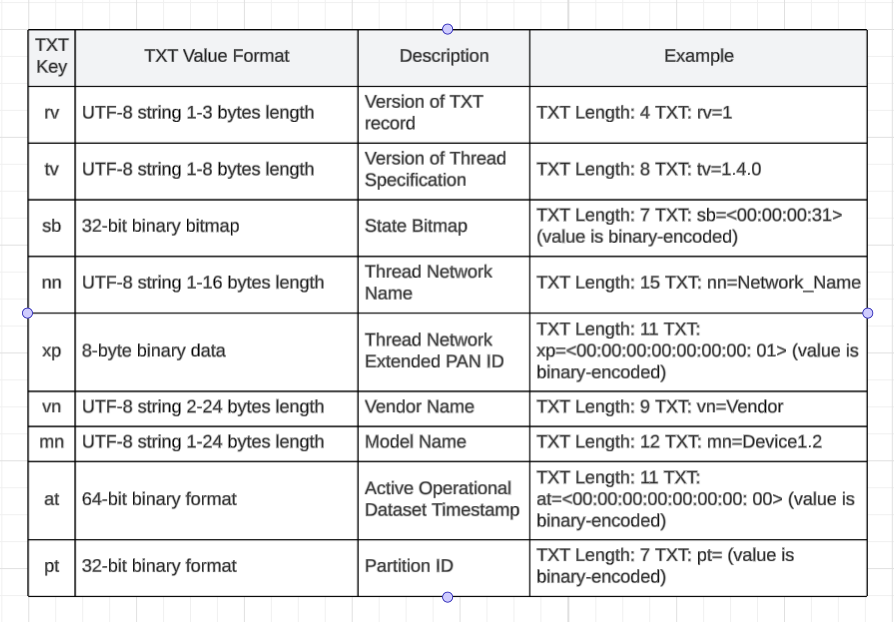 TXT Key TXT Value Format Description Example
rv UTF-8 string 1-3 bytes length Version of TXT record TXT Length: 4 TXT: rv=1
tv UTF-8 string 1-8 bytes length Version of Thread Specification TXT Length: 8 TXT: tv=1.4.0
sb 32-bit binary bitmap State Bitmap TXT Length: 7 TXT: sb=<00:00:00:31> (value is binary-encoded)
nn UTF-8 string 1-16 bytes length Thread Network Name TXT Length: 15 TXT: nn=Network_Name
xp 8-byte binary data Thread Network Extended PAN ID TXT Length: 11 TXT: xp=<00:00:00:00:00:00:00: 01> (value is binary-encoded)
vn UTF-8 string 2-24 bytes length Vendor Name TXT Length: 9 TXT: vn=Vendor
mn UTF-8 string 1-24 bytes length Model Name TXT Length: 12 TXT: mn=Device1.2
at 64-bit binary format Active Operational Dataset Timestamp TXT Length: 11 TXT: at=<00:00:00:00:00:00:00: 00> (value is binary-encoded)
pt 32-bit binary format Partition ID TXT Length: 7 TXT: pt= (value is binary-encoded)